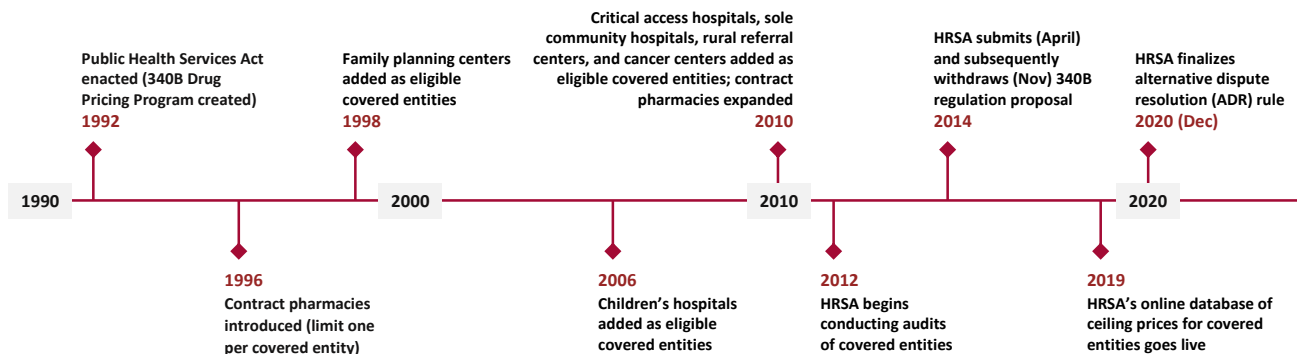 Public Health Services Act
enacted (340B Drug
Pricing Program created)
1992
Family planning centers
added as eligible
covered entities
1998
Critical access hospitals, sole
community hospitals, rural referral
centers, and cancer centers added as
eligible covered entities; contract
pharmacies expanded
2010
HRSA submits (April)
and subsequently
withdraws (Nov) 340B
regulation proposal
2014
HRSA finalizes
alternative dispute
resolution (ADR) rule
2020 (Dec)
1990
2000
2010
2020
1996
Contract pharmacies
introduced (limit one
per covered entity)
2006
Children’s hospitals
added as eligible
covered entities
2012
HRSA begins
conducting audits
of covered entities
2019
HRSA’s online database of
ceiling prices for covered
entities goes live